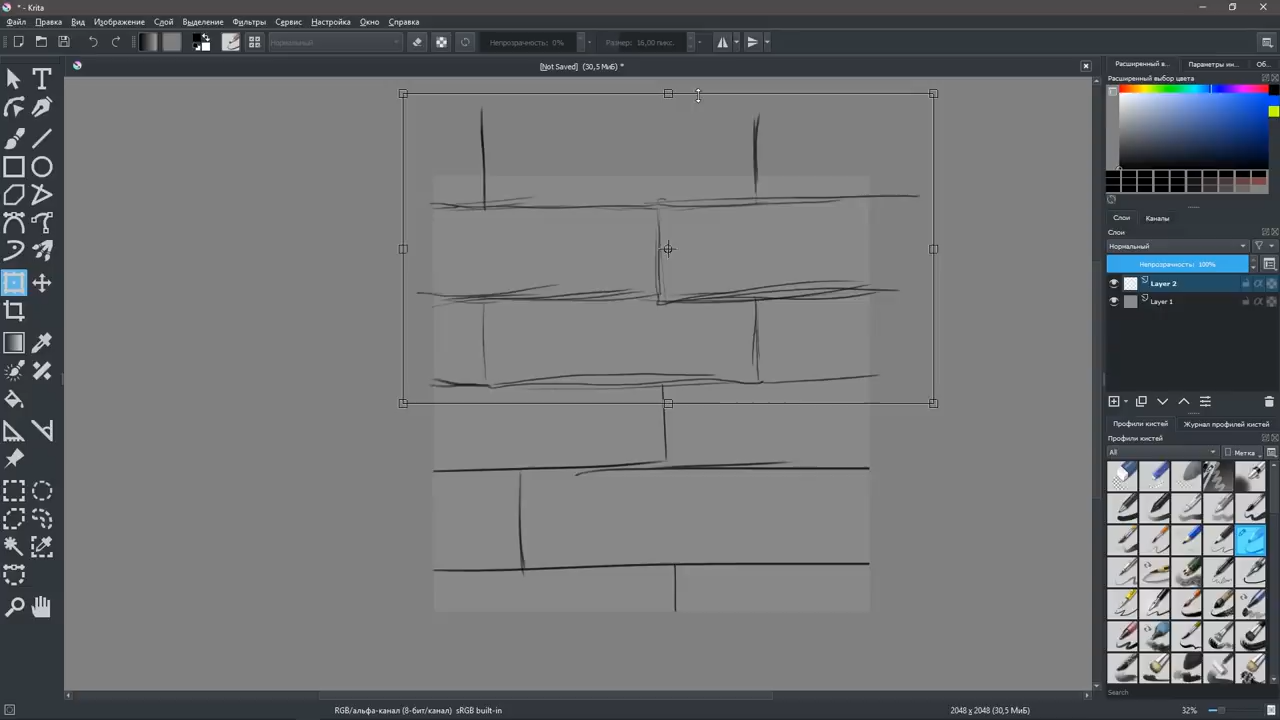 * - Krita
Файл Правка Вид Изображение Слой Выделение Фильтры Сервис Настройка Окно Справка
Нормальный Непрозрачность: 0% Размер: 16,00 пикс.
[Not Saved] (30,5 МиБ) *
Расширенный в... Параметры ин... Об...
Расширенный выбор цвета
Слои Каналы
Слои
Нормальный
Непрозрачность: 100%
Layer 2
Layer 1
Профили кистей Журнал профилей кистей
Профили кистей
All Метка
Search
RGB/альфа-канал (8-бит/канал) sRGB built-in 2048 x 2048 (30,5 МиБ) 32%